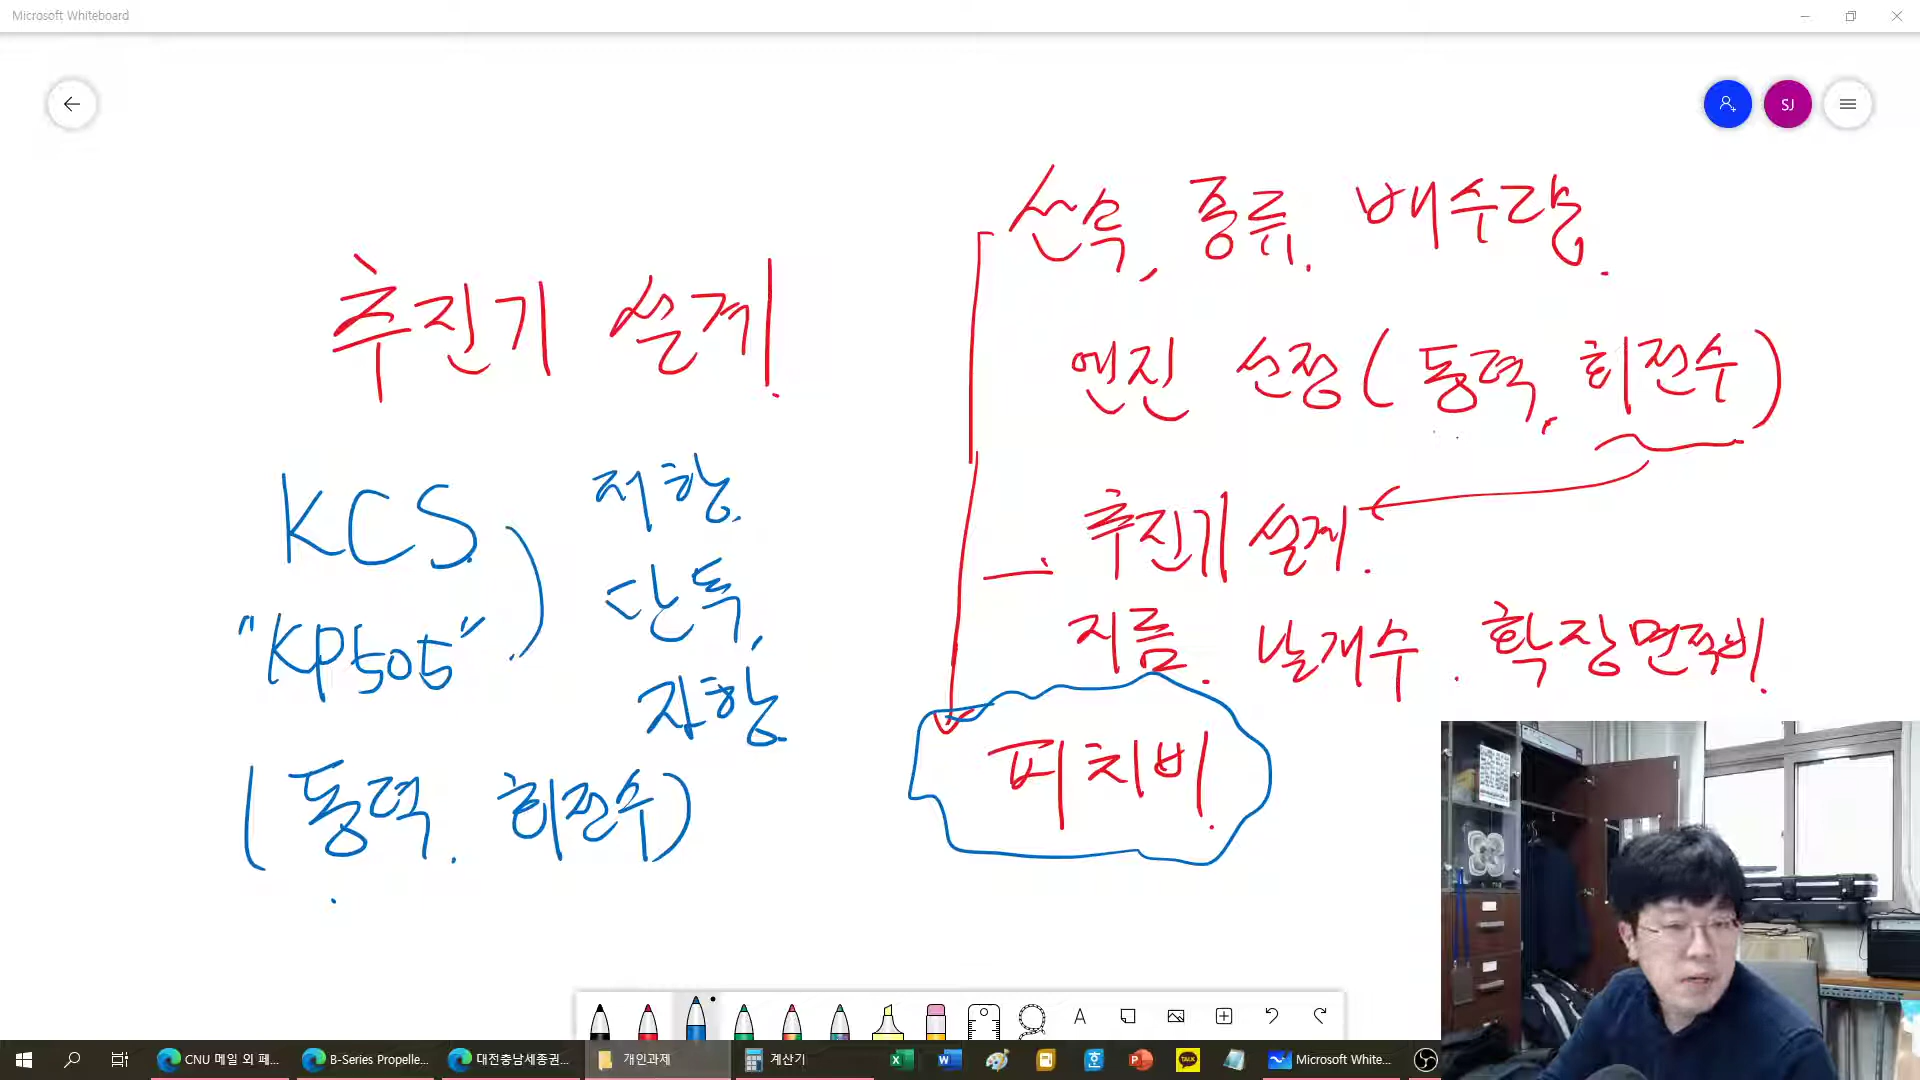 Microsoft Whiteboard
SJ
추진기 설계!
KCS
"KP505"
저항.
단독,
자항.
(동력. 회전수)
선속, 종류. 배수량.
엔진 선정(동력, 회전수)
추진기 설계.
지름. 날개수. 확장면적비.
피치비.
CNU 메일 외 페...
B-Series Propelle...
대전충남세종권...
개인과제
계산기
Microsoft White...